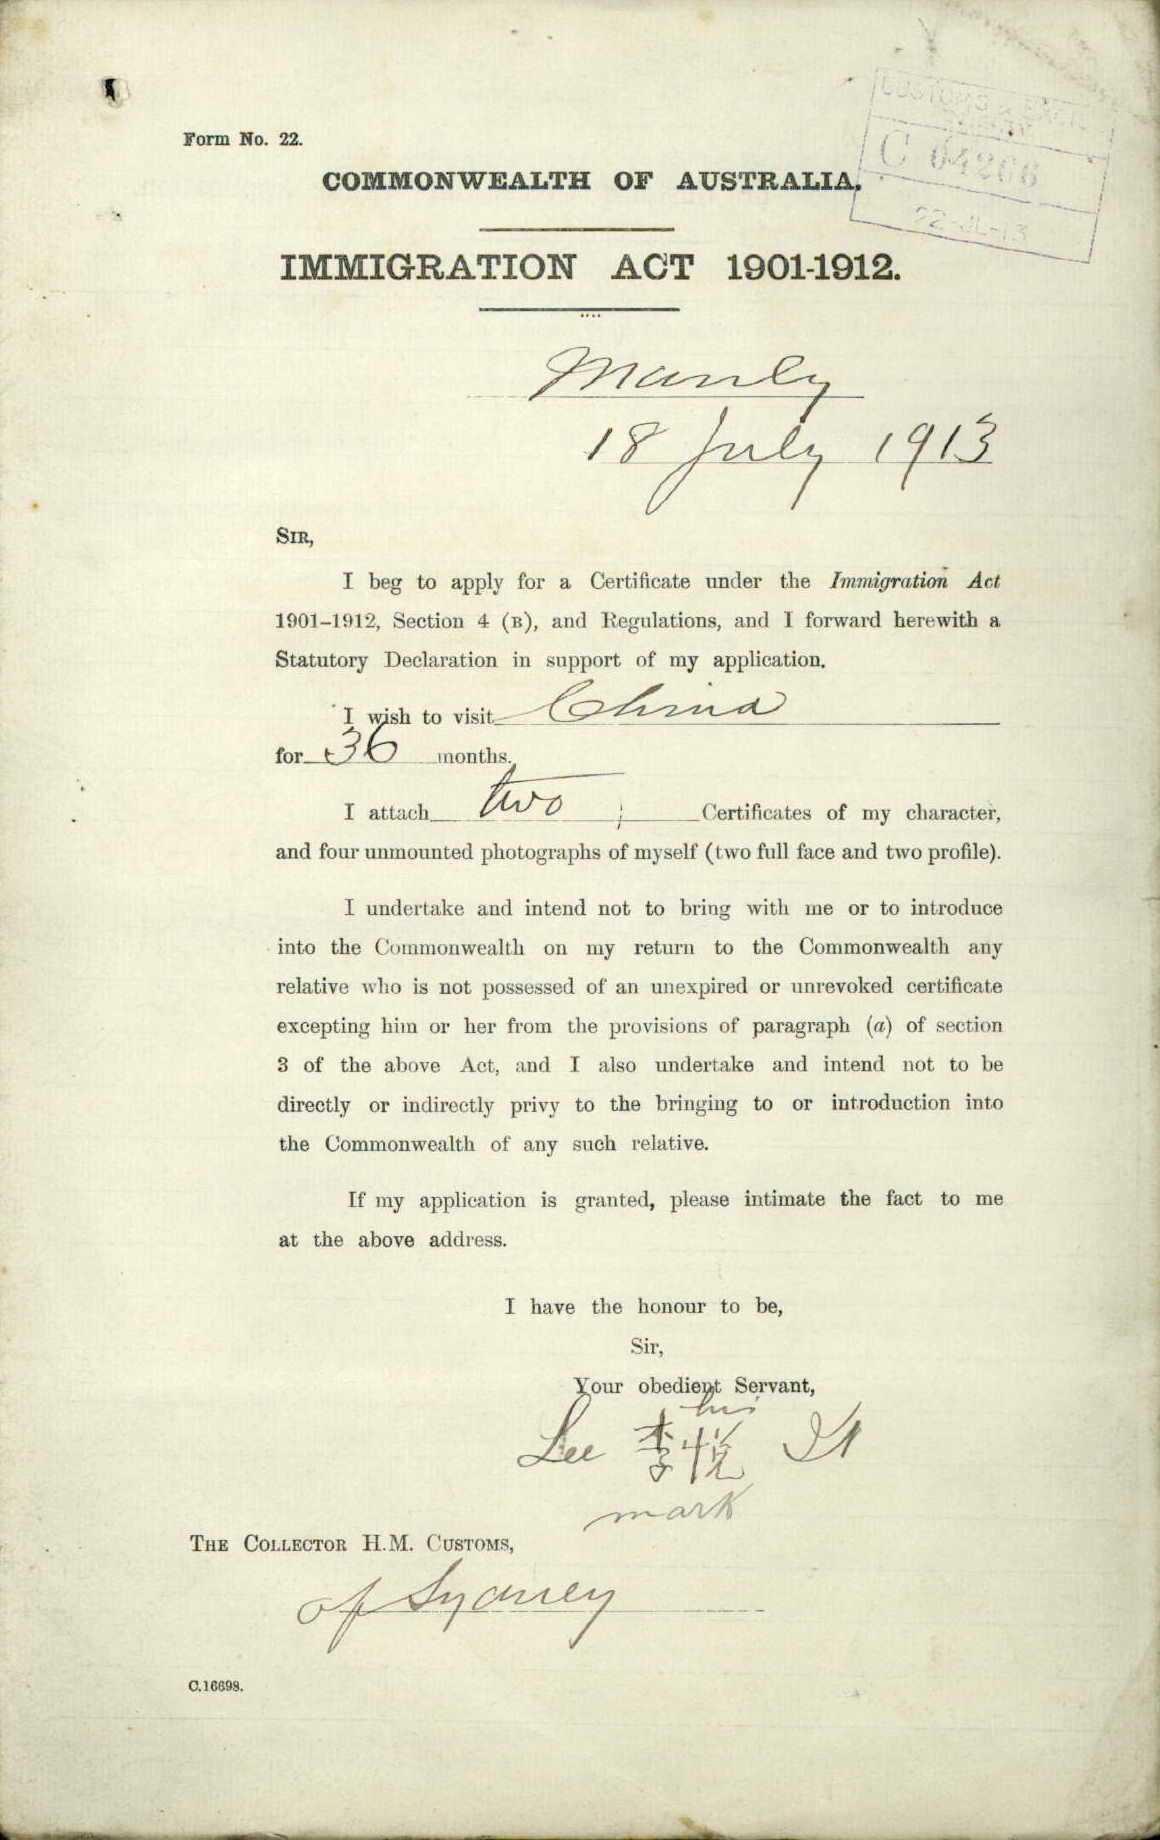 CUSTOMS & EXCISE
C 04266
22-JL-13
Form No. 22.
COMMONWEALTH OF AUSTRALIA.
IMMIGRATION ACT 1901-1912.
Manly
18 July 1913
SIR,
I beg to apply for a Certificate under the Immigration Act
1901–1912, Section 4 (B), and Regulations, and I forward herewith a
Statutory Declaration in support of my application.
I wish to visit China
for 36 months.
I attach two Certificates of my character,
and four unmounted photographs of myself (two full face and two profile).
I undertake and intend not to bring with me or to introduce
into the Commonwealth on my return to the Commonwealth any
relative who is not possessed of an unexpired or unrevoked certificate
excepting him or her from the provisions of paragraph (a) of section
3 of the above Act, and I also undertake and intend not to be
directly or indirectly privy to the bringing to or introduction into
the Commonwealth of any such relative.
If my application is granted, please intimate the fact to me
at the above address.
I have the honour to be,
Sir,
Your obedient Servant,
his
Lee 李悅
mark
THE COLLECTOR H.M. CUSTOMS,
of Sydney
C.16698.